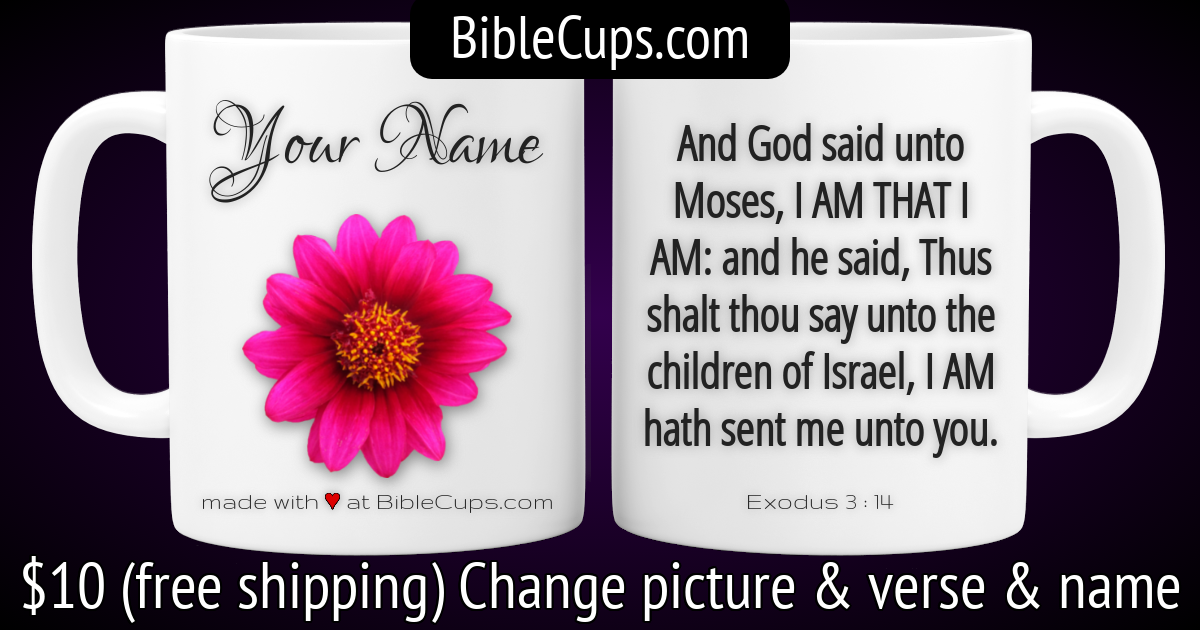 BibleCups.com
Your Name
made with ♥ at BibleCups.com
And God said unto
Moses, I AM THAT I
AM: and he said, Thus
shalt thou say unto the
children of Israel, I AM
hath sent me unto you.
Exodus 3 : 14
$10 (free shipping) Change picture & verse & name